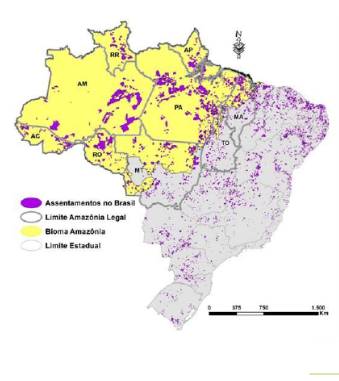 AP
RR
AM
PA
MA
AC
TO
RO
MT
Assentamentos no Brasil
Limite Amazônia Legal
Bioma Amazônia
Limite Estadual
0 375 750 1.500
Km